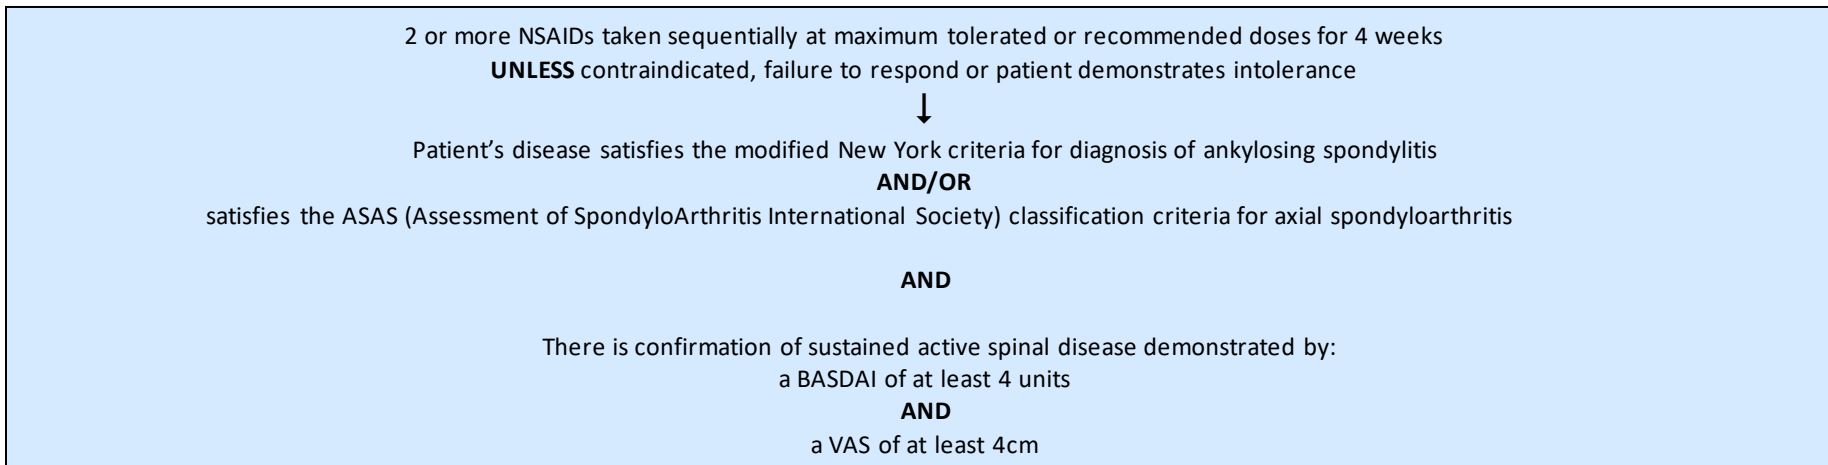 2 or more NSAIDs taken sequentially at maximum tolerated or recommended doses for 4 weeks
UNLESS contraindicated, failure to respond or patient demonstrates intolerance
↓
Patient’s disease satisfies the modified New York criteria for diagnosis of ankylosing spondylitis
AND/OR
satisfies the ASAS (Assessment of SpondyloArthritis International Society) classification criteria for axial spondyloarthritis
AND
There is confirmation of sustained active spinal disease demonstrated by:
a BASDAI of at least 4 units
AND
a VAS of at least 4cm